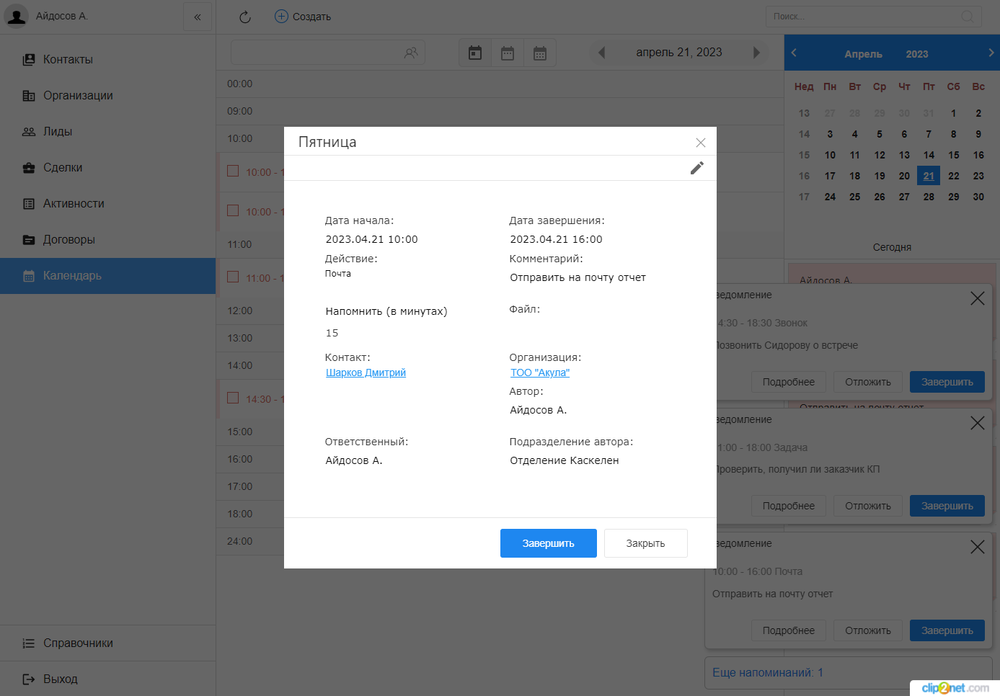 Айдосов А.
«
Создать
Поиск...
Контакты
Организации
Лиды
Сделки
Активности
Договоры
Календарь
Справочники
Выход
апрель 21, 2023
00:00
09:00
10:00
10:00 - 1
10:00 - 1
11:00
11:00 - 1
12:00
13:00
14:00
14:30 - 1
15:00
16:00
17:00
18:00
24:00
Пятница
Дата начала:
2023.04.21 10:00
Дата завершения:
2023.04.21 16:00
Действие:
Почта
Комментарий:
Отправить на почту отчет
Напомнить (в минутах)
15
Файл:
Контакт:
Шарков Дмитрий
Организация:
ТОО "Акула"
Автор:
Айдосов А.
Ответственный:
Айдосов А.
Подразделение автора:
Отделение Каскелен
Завершить Закрыть
Апрель 2023
Нед Пн Вт Ср Чт Пт Сб Вс
13 27 28 29 30 31 1 2
14 3 4 5 6 7 8 9
15 10 11 12 13 14 15 16
16 17 18 19 20 21 22 23
17 24 25 26 27 28 29 30
Сегодня
Айдосов А.
ведомление
4:30 - 18:30 Звонок
Позвонить Сидорову о встрече
Подробнее Отложить Завершить
Отправить на почту отчет
ведомление
1:00 - 18:00 Задача
Проверить, получил ли заказчик КП
Подробнее Отложить Завершить
ведомление
10:00 - 16:00 Почта
Отправить на почту отчет
Подробнее Отложить Завершить
Еще напоминаний: 1
clip2net.com